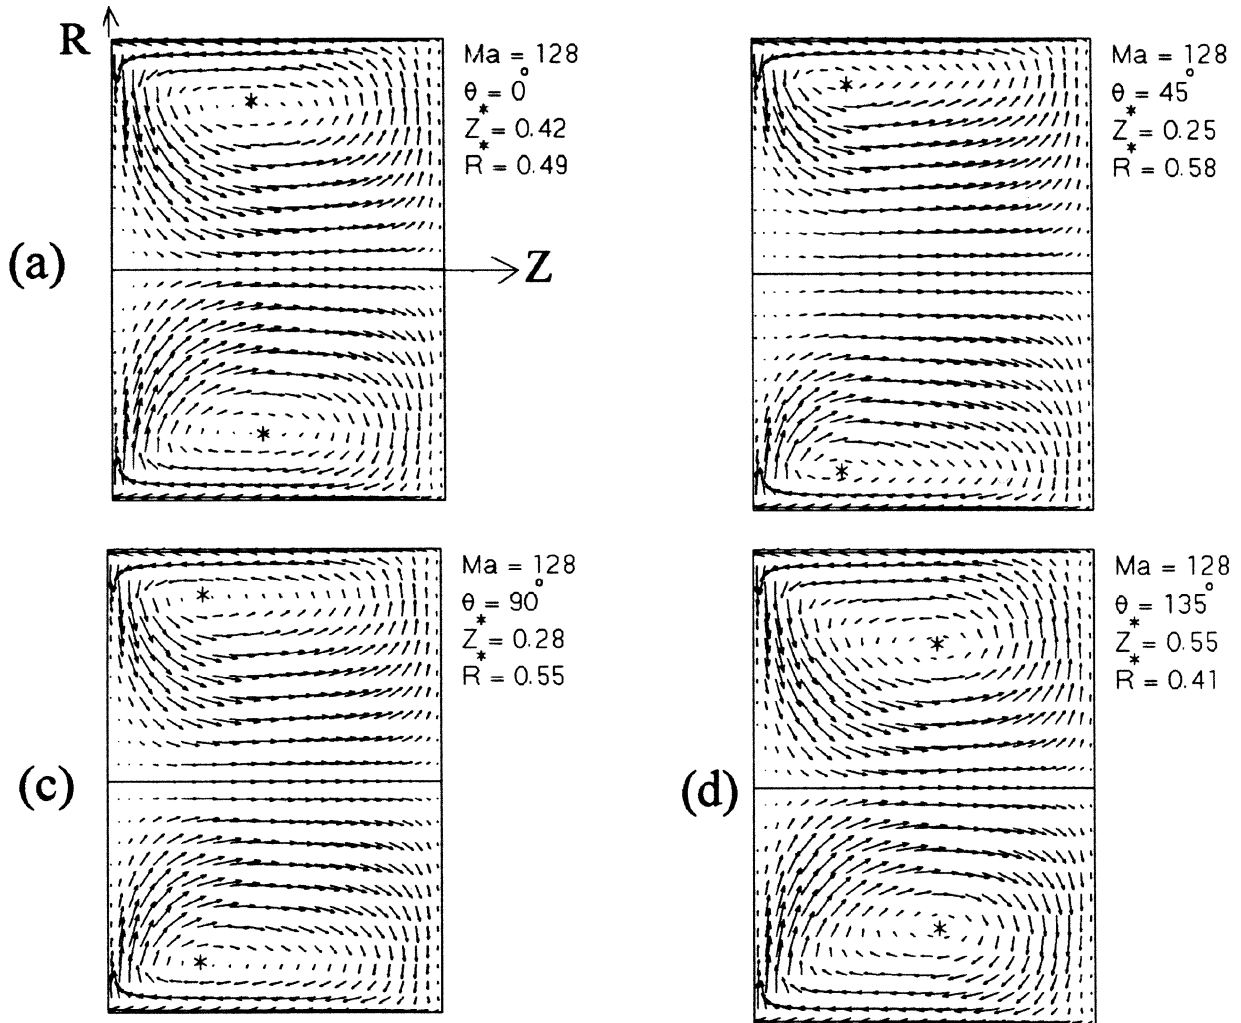 R
Ma = 128
θ = 0°
Z* = 0.42
R* = 0.49
(a)
Z
Ma = 128
θ = 45°
Z* = 0.25
R* = 0.58
(c)
Ma = 128
θ = 90°
Z* = 0.28
R* = 0.55
(d)
Ma = 128
θ = 135°
Z* = 0.55
R* = 0.41